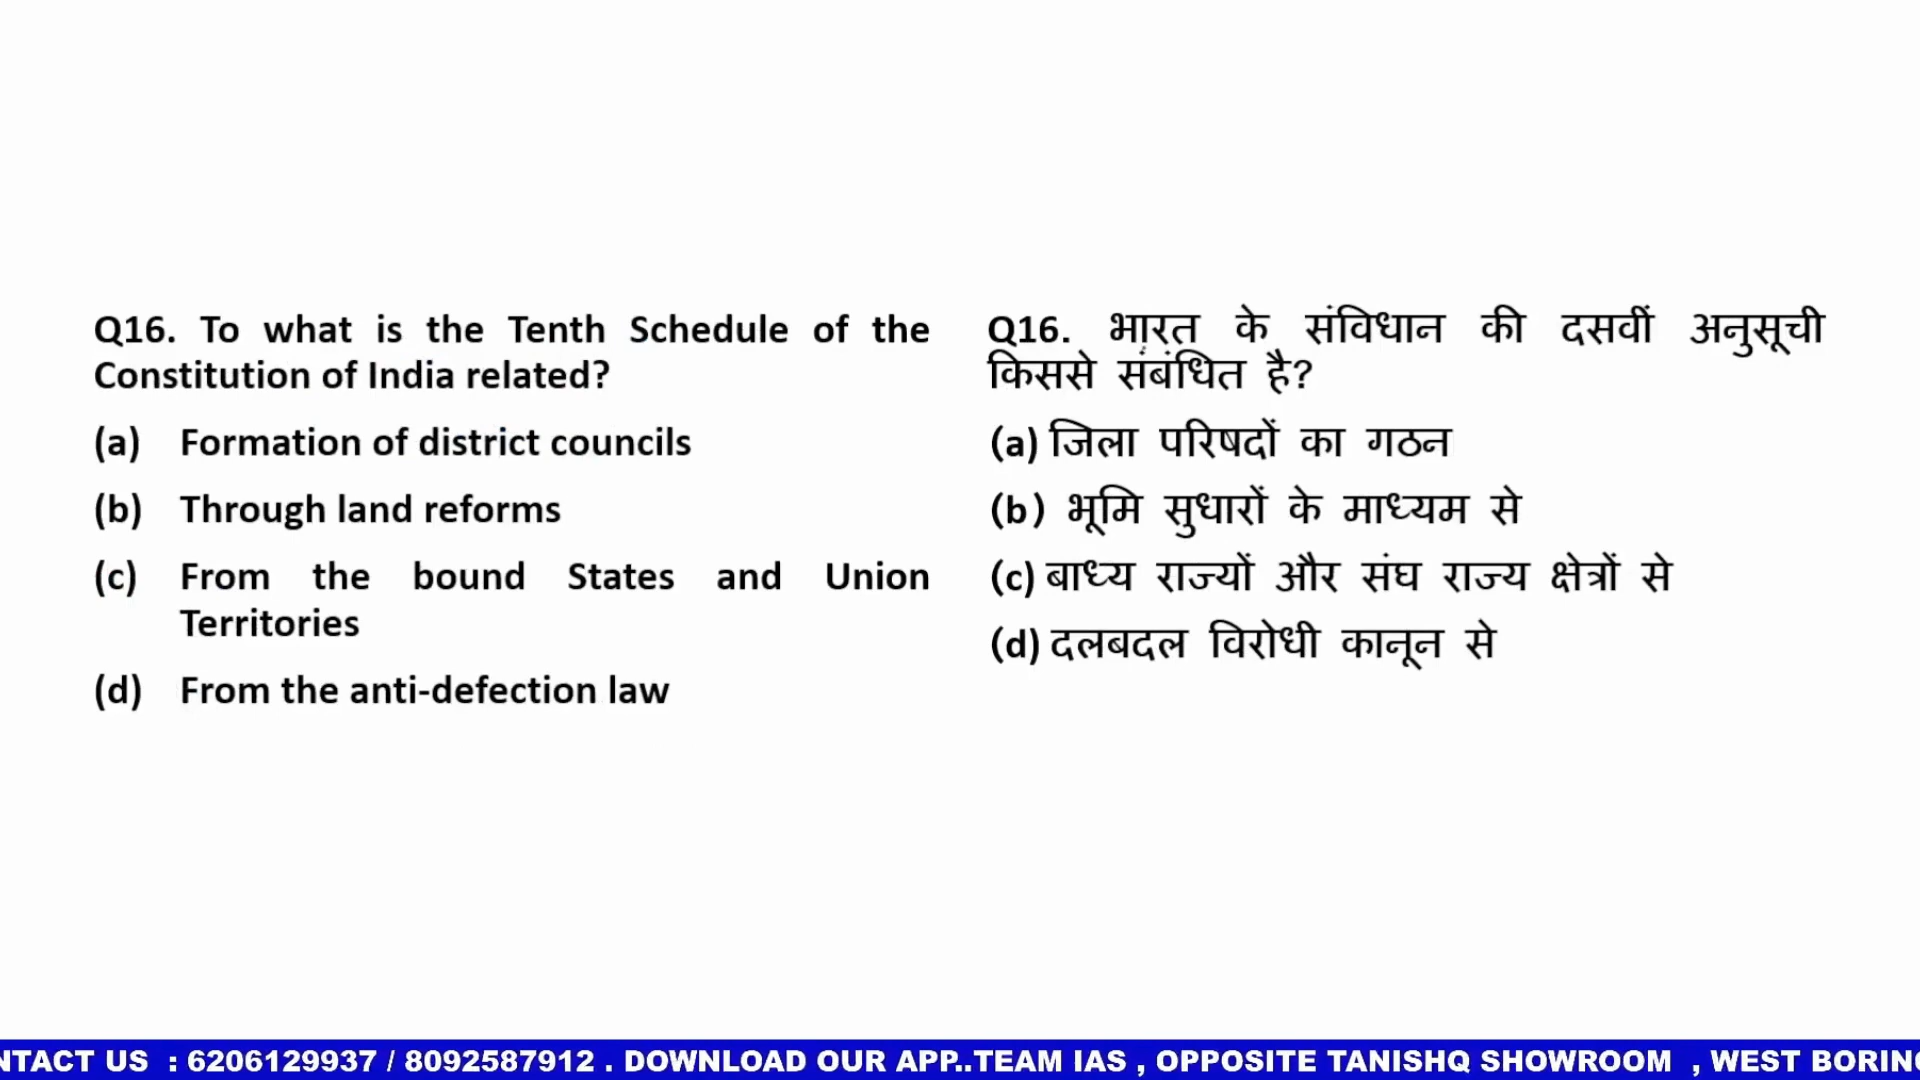 Q16. To what is the Tenth Schedule of the
Constitution of India related?
(a) Formation of district councils
(b) Through land reforms
(c) From the bound States and Union
Territories
(d) From the anti-defection law
Q16. भारत के संविधान की दसवीं अनुसूची
किससे संबंधित है?
(a) जिला परिषदों का गठन
(b) भूमि सुधारों के माध्यम से
(c) बाध्य राज्यों और संघ राज्य क्षेत्रों से
(d) दलबदल विरोधी कानून से
NTACT US : 6206129937 / 8092587912 . DOWNLOAD OUR APP..TEAM IAS , OPPOSITE TANISHQ SHOWROOM , WEST BORING